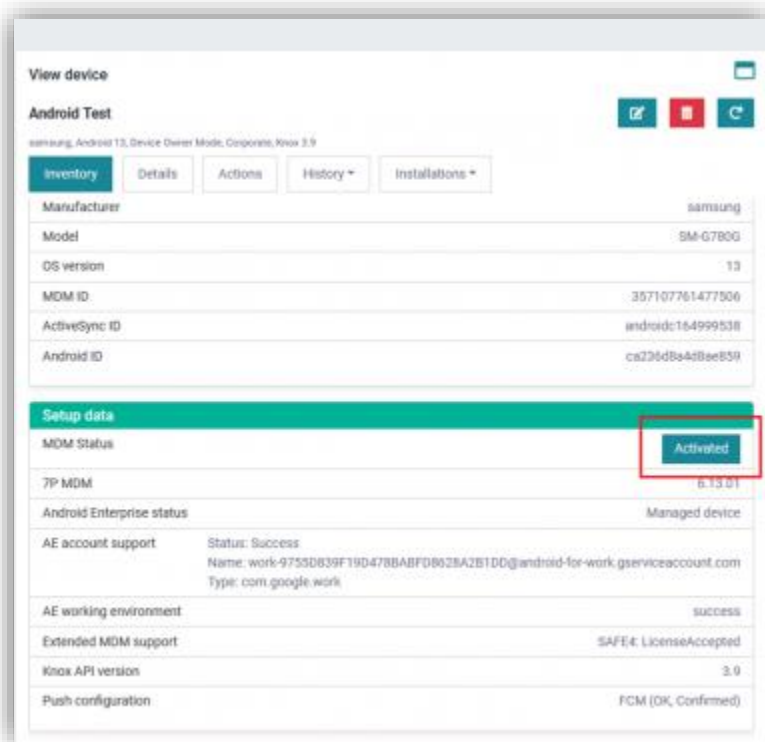 View device
Android Test
samsung, Android 13, Device Owner Mode, Corporate, Knox 3.9
Inventory Details Actions History Installations
Manufacturer samsung
Model SM-G780G
OS version 13
MDM ID 357107761477506
ActiveSync ID androidc164999538
Android ID ca236d8a4d8ae859
Setup data
MDM Status Activated
7P MDM 6.13.01
Android Enterprise status Managed device
AE account support Status: Success
Name: work-9755D839F19D478BABFD8628A2B1DD@android-for-work.gserviceaccount.com
Type: com.google.work
AE working environment success
Extended MDM support SAFE4: LicenseAccepted
Knox API version 3.9
Push configuration FCM (OK, Confirmed)